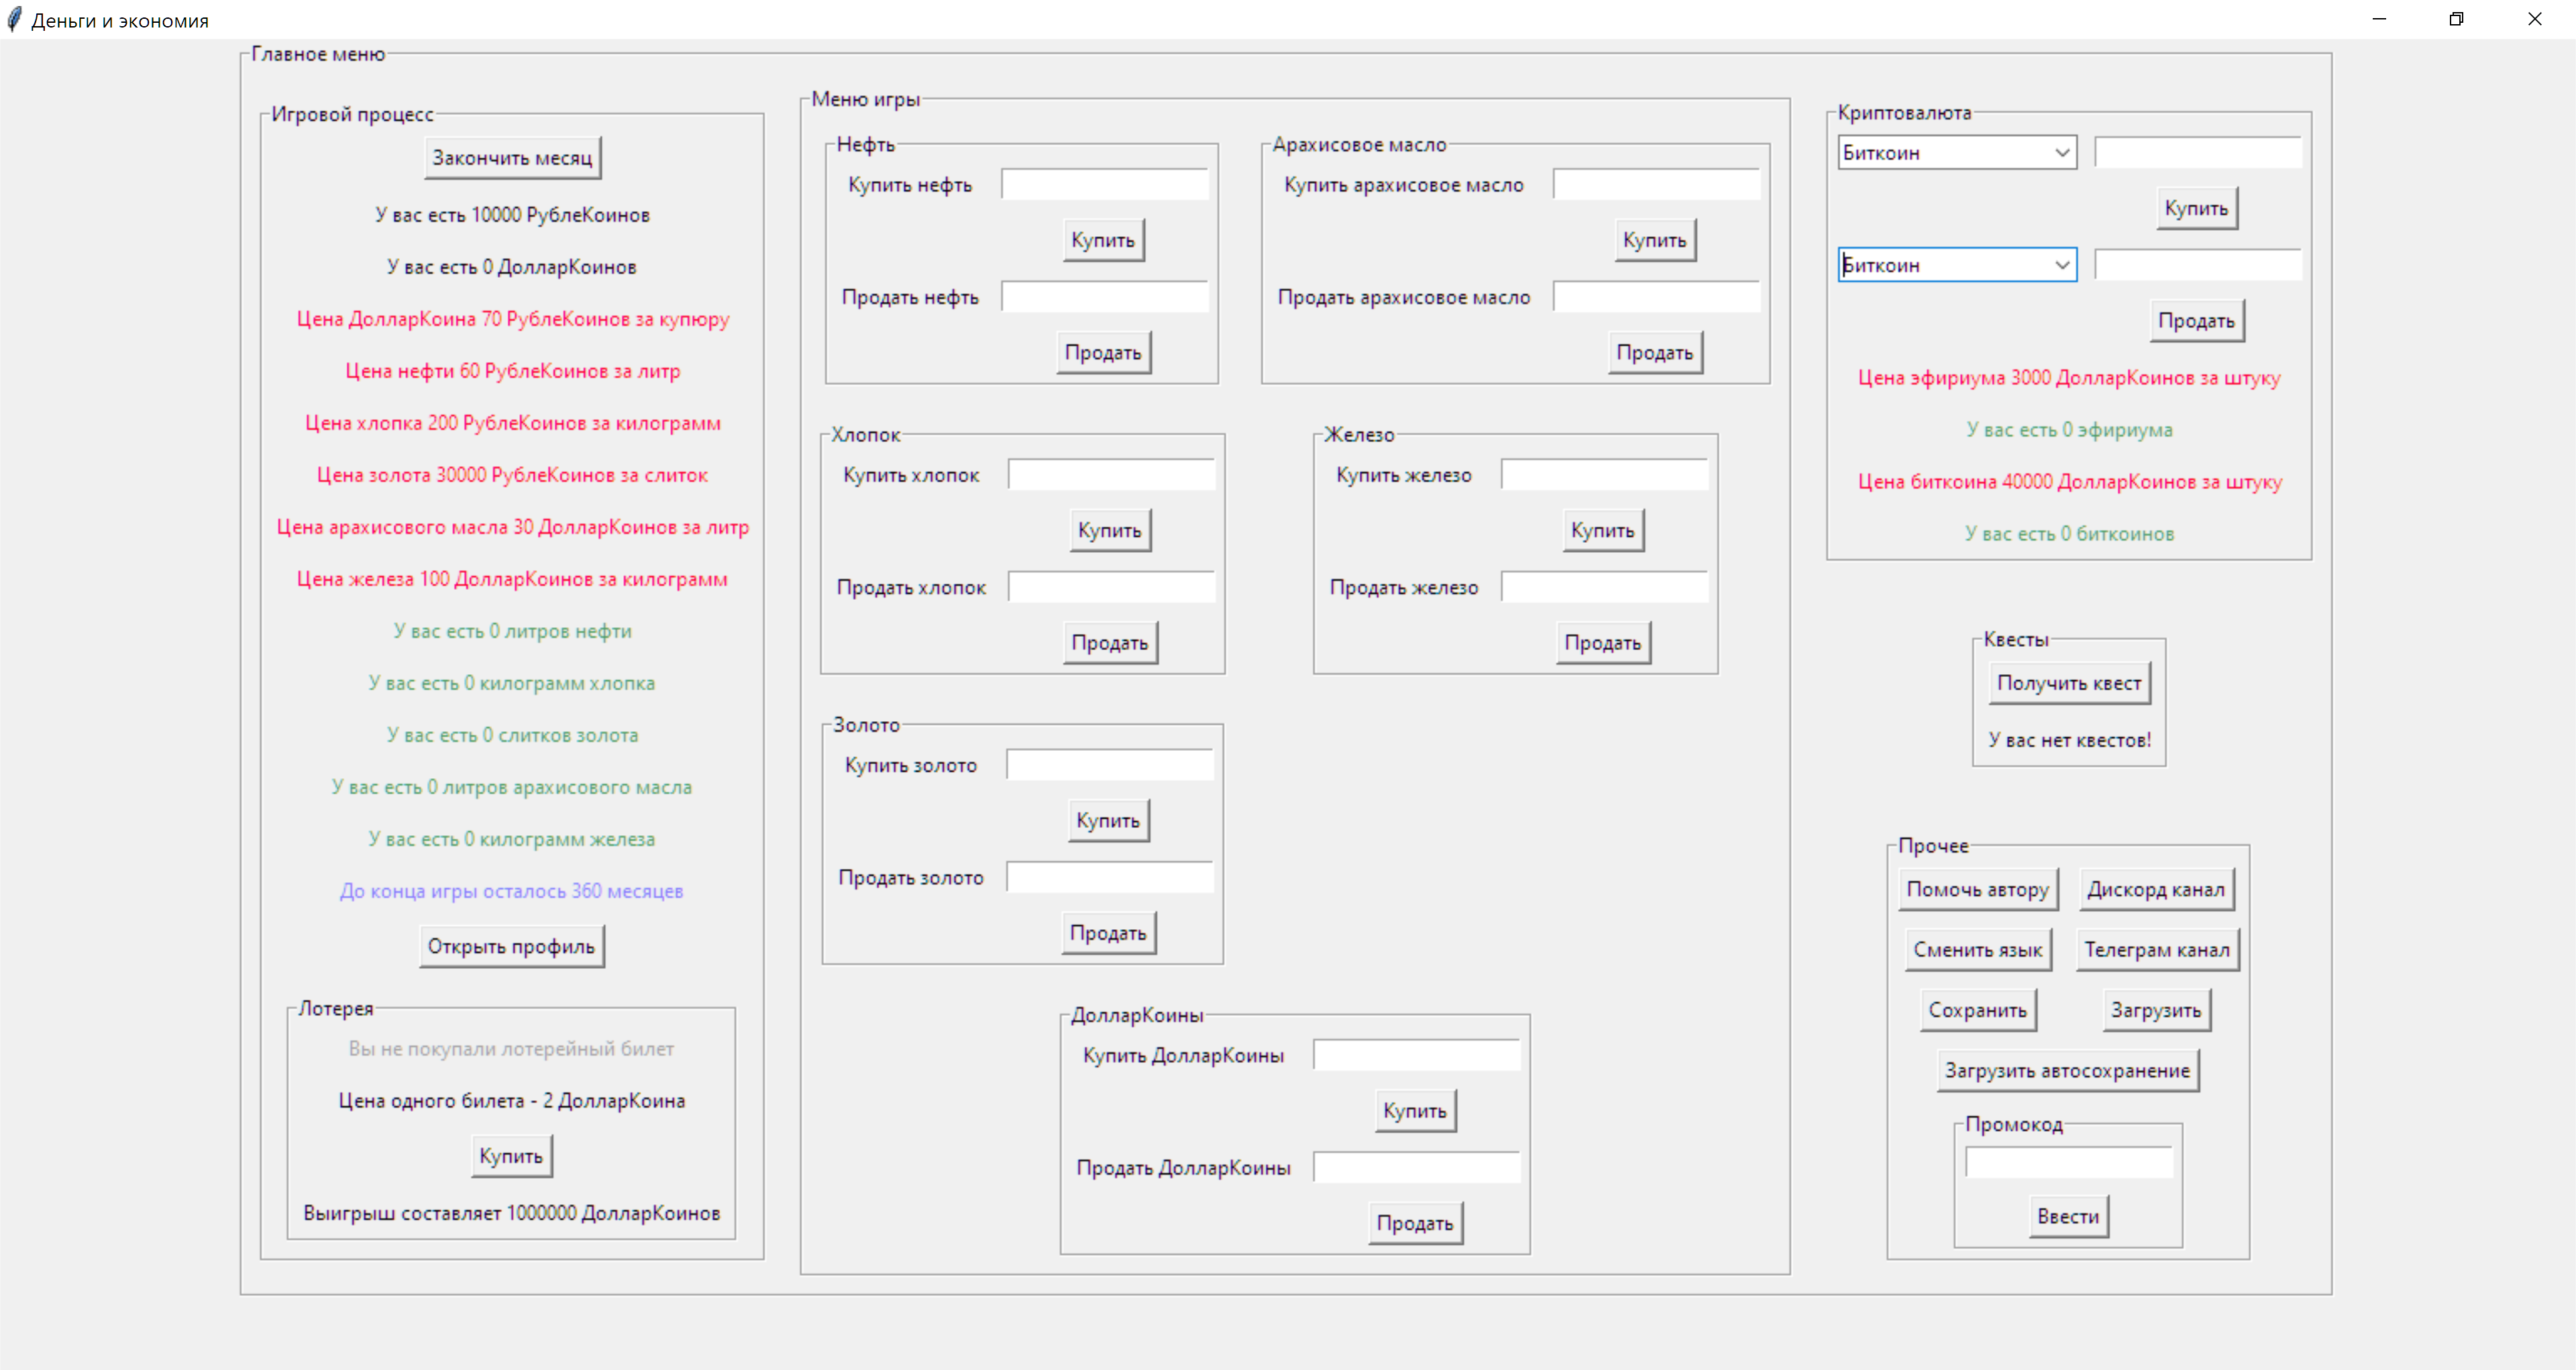 Деньги и экономия
Главное меню
Игровой процесс
Закончить месяц
У вас есть 10000 РублеКоинов
У вас есть 0 ДолларКоинов
Цена ДолларКоина 70 РублеКоинов за купюру
Цена нефти 60 РублеКоинов за литр
Цена хлопка 200 РублеКоинов за килограмм
Цена золота 30000 РублеКоинов за слиток
Цена арахисового масла 30 ДолларКоинов за литр
Цена железа 100 ДолларКоинов за килограмм
У вас есть 0 литров нефти
У вас есть 0 килограмм хлопка
У вас есть 0 слитков золота
У вас есть 0 литров арахисового масла
У вас есть 0 килограмм железа
До конца игры осталось 360 месяцев
Открыть профиль
Лотерея
Вы не покупали лотерейный билет
Цена одного билета - 2 ДолларКоина
Купить
Выигрыш составляет 1000000 ДолларКоинов
Меню игры
Нефть
Купить нефть
Купить
Продать нефть
Продать
Арахисовое масло
Купить арахисовое масло
Купить
Продать арахисовое масло
Продать
Хлопок
Купить хлопок
Купить
Продать хлопок
Продать
Железо
Купить железо
Купить
Продать железо
Продать
Золото
Купить золото
Купить
Продать золото
Продать
ДолларКоины
Купить ДолларКоины
Купить
Продать ДолларКоины
Продать
Криптовалюта
Биткоин
Купить
Биткоин
Продать
Цена эфириума 3000 ДолларКоинов за штуку
У вас есть 0 эфириума
Цена биткоина 40000 ДолларКоинов за штуку
У вас есть 0 биткоинов
Квесты
Получить квест
У вас нет квестов!
Прочее
Помочь автору Дискорд канал
Сменить язык Телеграм канал
Сохранить Загрузить
Загрузить автосохранение
Промокод
Ввести